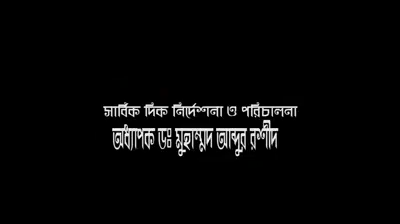 সার্বিক দিক নির্দেশনা ও পরিচালনা
অধ্যাপক ডঃ মুহাম্মদ আব্দুর রশীদ